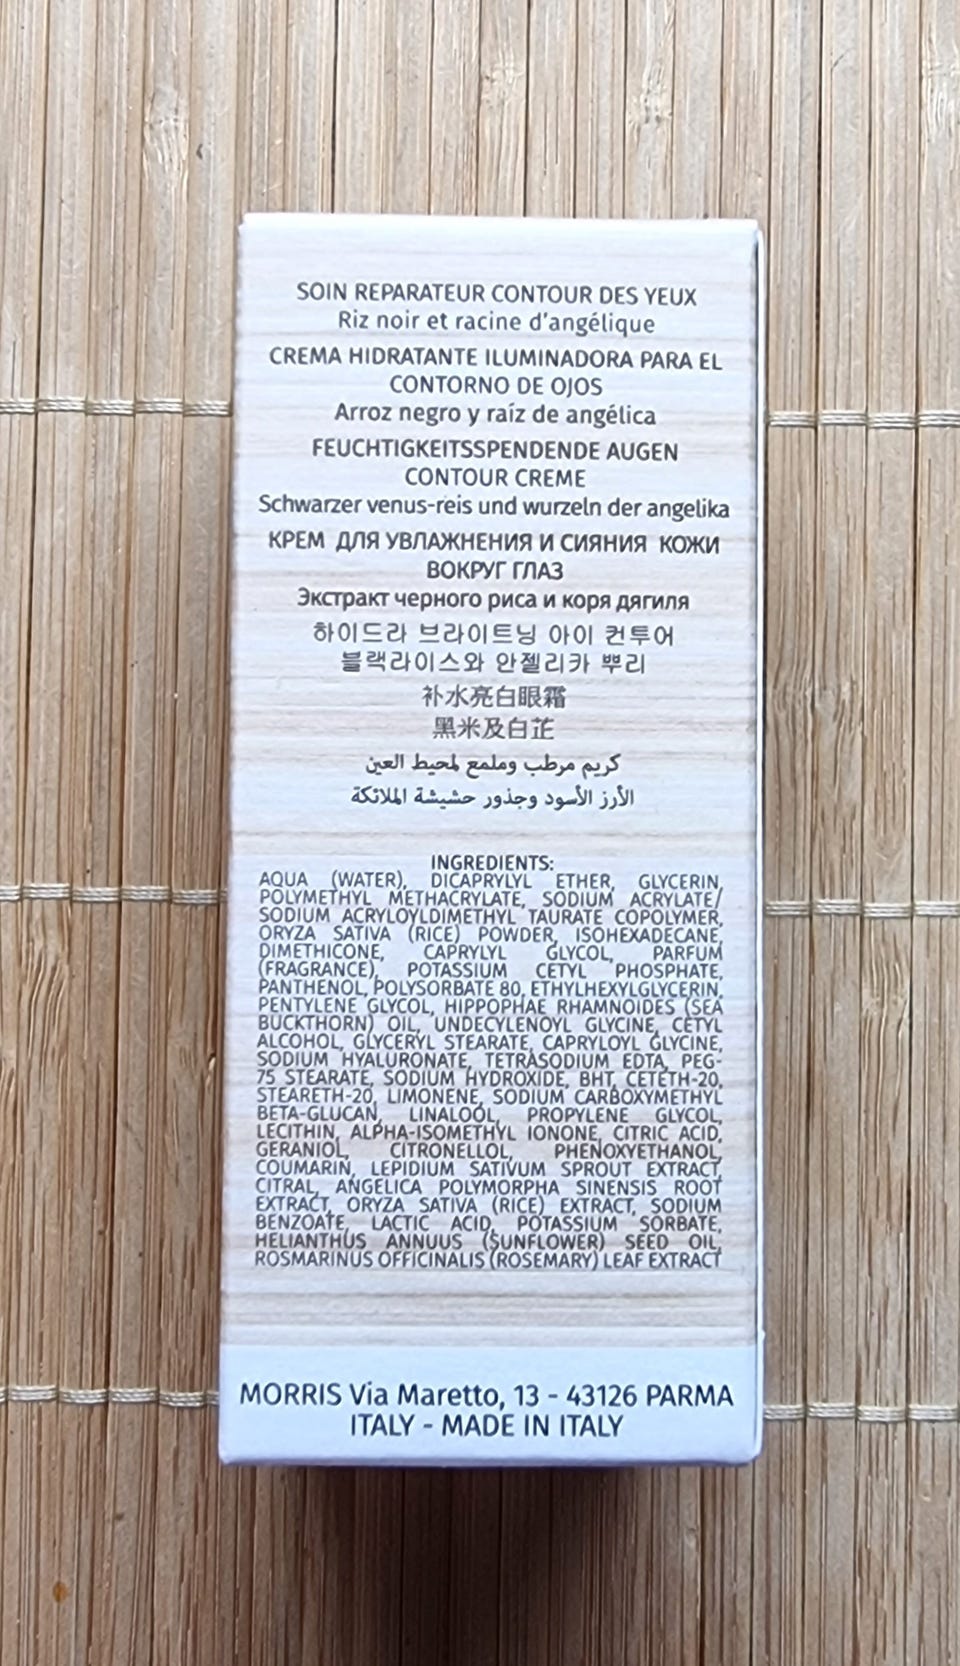 SOIN REPARATEUR CONTOUR DES YEUX
Riz noir et racine d'angélique
CREMA HIDRATANTE ILUMINADORA PARA EL
CONTORNO DE OJOS
Arroz negro y raíz de angélica
FEUCHTIGKEITSSPENDENDE AUGEN
CONTOUR CREME
Schwarzer venus-reis und wurzeln der angelika
КРЕМ ДЛЯ УВЛАЖНЕНИЯ И СИЯНИЯ КОЖИ
ВОКРУГ ГЛАЗ
Экстракт черного риса и коря дягиля
하이드라 브라이트닝 아이 컨투어
블랙라이스와 안젤리카 뿌리
补水亮白眼霜
黑米及白芷
كريم مرطب وملمع لمحيط العين
الأرز الأسود وجذور حشيشة الملائكة
INGREDIENTS:
AQUA (WATER), DICAPRYLYL ETHER, GLYCERIN,
POLYMETHYL METHACRYLATE, SODIUM ACRYLATE/
SODIUM ACRYLOYLDIMETHYL TAURATE COPOLYMER,
ORYZA SATIVA (RICE) POWDER, ISOHEXADECANE,
DIMETHICONE, CAPRYLYL GLYCOL, PARFUM
(FRAGRANCE), POTASSIUM CETYL PHOSPHATE,
PANTHENOL, POLYSORBATE 80, ETHYLHEXYLGLYCERIN,
PENTYLENE GLYCOL, HIPPOPHAE RHAMNOIDES (SEA
BUCKTHORN) OIL, UNDECYLENOYL GLYCINE, CETYL
ALCOHOL, GLYCERYL STEARATE, CAPRYLOYL GLYCINE,
SODIUM HYALURONATE, TETRASODIUM EDTA, PEG-
75 STEARATE, SODIUM HYDROXIDE, BHT, CETETH-20,
STEARETH-20, LIMONENE, SODIUM CARBOXYMETHYL
BETA-GLUCAN, LINALOOL, PROPYLENE GLYCOL,
LECITHIN, ALPHA-ISOMETHYL IONONE, CITRIC ACID,
GERANIOL, CITRONELLOL, PHENOXYETHANOL,
COUMARIN, LEPIDIUM SATIVUM SPROUT EXTRACT,
CITRAL, ANGELICA POLYMORPHA SINENSIS ROOT
EXTRACT, ORYZA SATIVA (RICE) EXTRACT, SODIUM
BENZOATE, LACTIC ACID, POTASSIUM SORBATE,
HELIANTHUS ANNUUS (SUNFLOWER) SEED OIL,
ROSMARINUS OFFICINALIS (ROSEMARY) LEAF EXTRACT
MORRIS Via Maretto, 13 - 43126 PARMA
ITALY - MADE IN ITALY